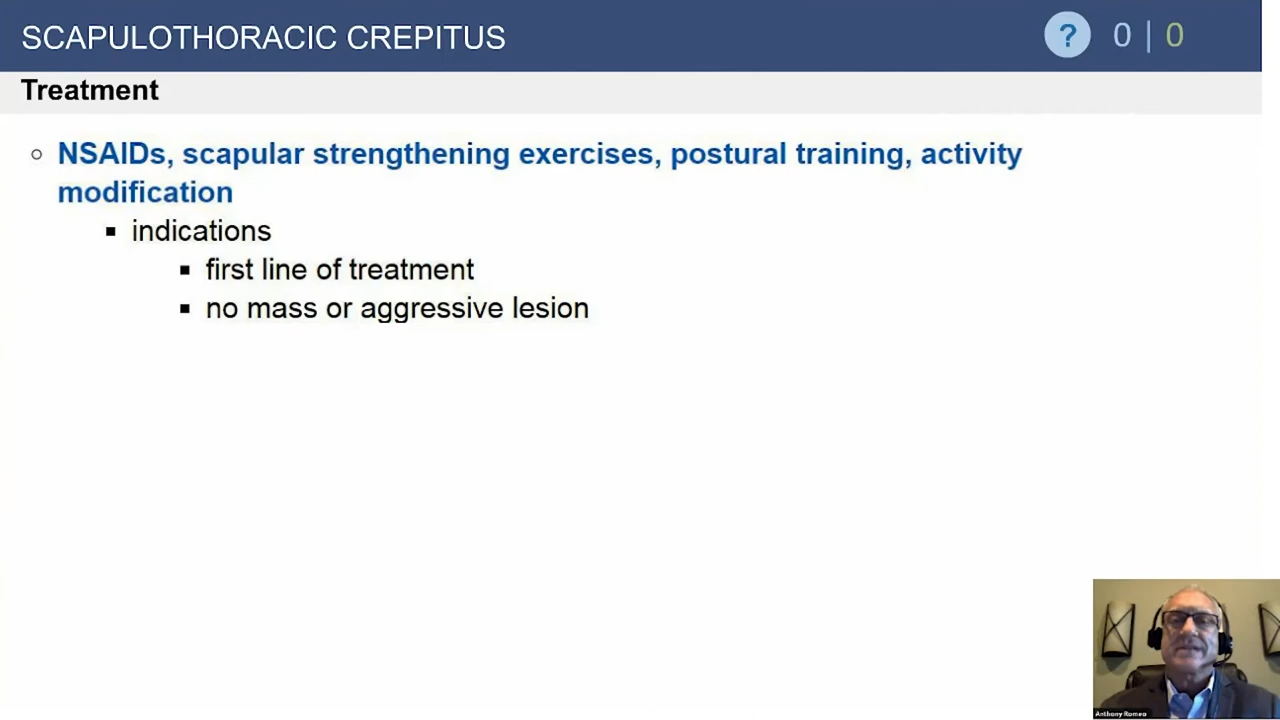 SCAPULOTHORACIC CREPITUS
? 0 | 0
Treatment
NSAIDs, scapular strengthening exercises, postural training, activity
modification
indications
first line of treatment
no mass or aggressive lesion
Anthony Romeo